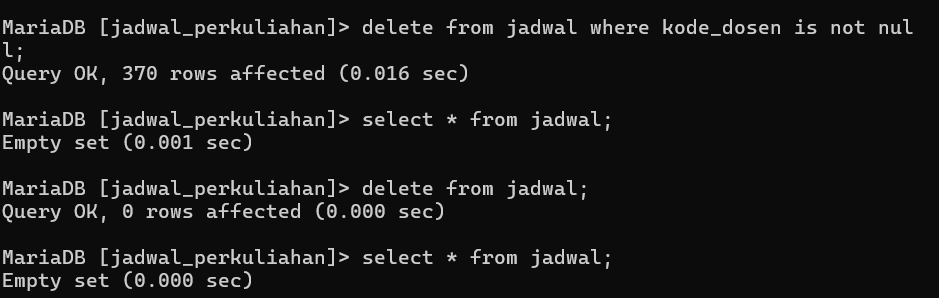 MariaDB [jadwal_perkuliahan]> delete from jadwal where kode_dosen is not nul
l;
Query OK, 370 rows affected (0.016 sec)
MariaDB [jadwal_perkuliahan]> select * from jadwal;
Empty set (0.001 sec)
MariaDB [jadwal_perkuliahan]> delete from jadwal;
Query OK, 0 rows affected (0.000 sec)
MariaDB [jadwal_perkuliahan]> select * from jadwal;
Empty set (0.000 sec)